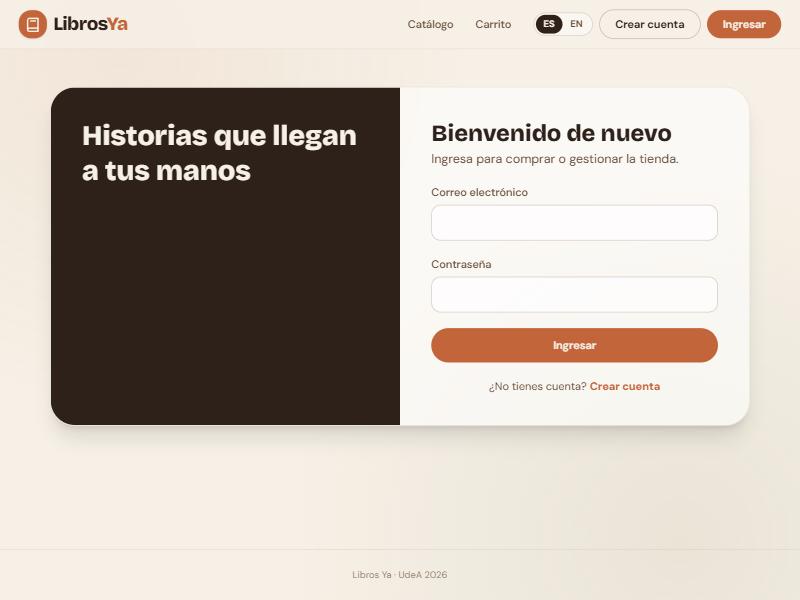 LibrosYa
Catálogo
Carrito
ES
EN
Crear cuenta
Ingresar
Historias que llegan
a tus manos
Bienvenido de nuevo
Ingresa para comprar o gestionar la tienda.
Correo electrónico
Contraseña
Ingresar
¿No tienes cuenta? Crear cuenta
Libros Ya · UdeA 2026